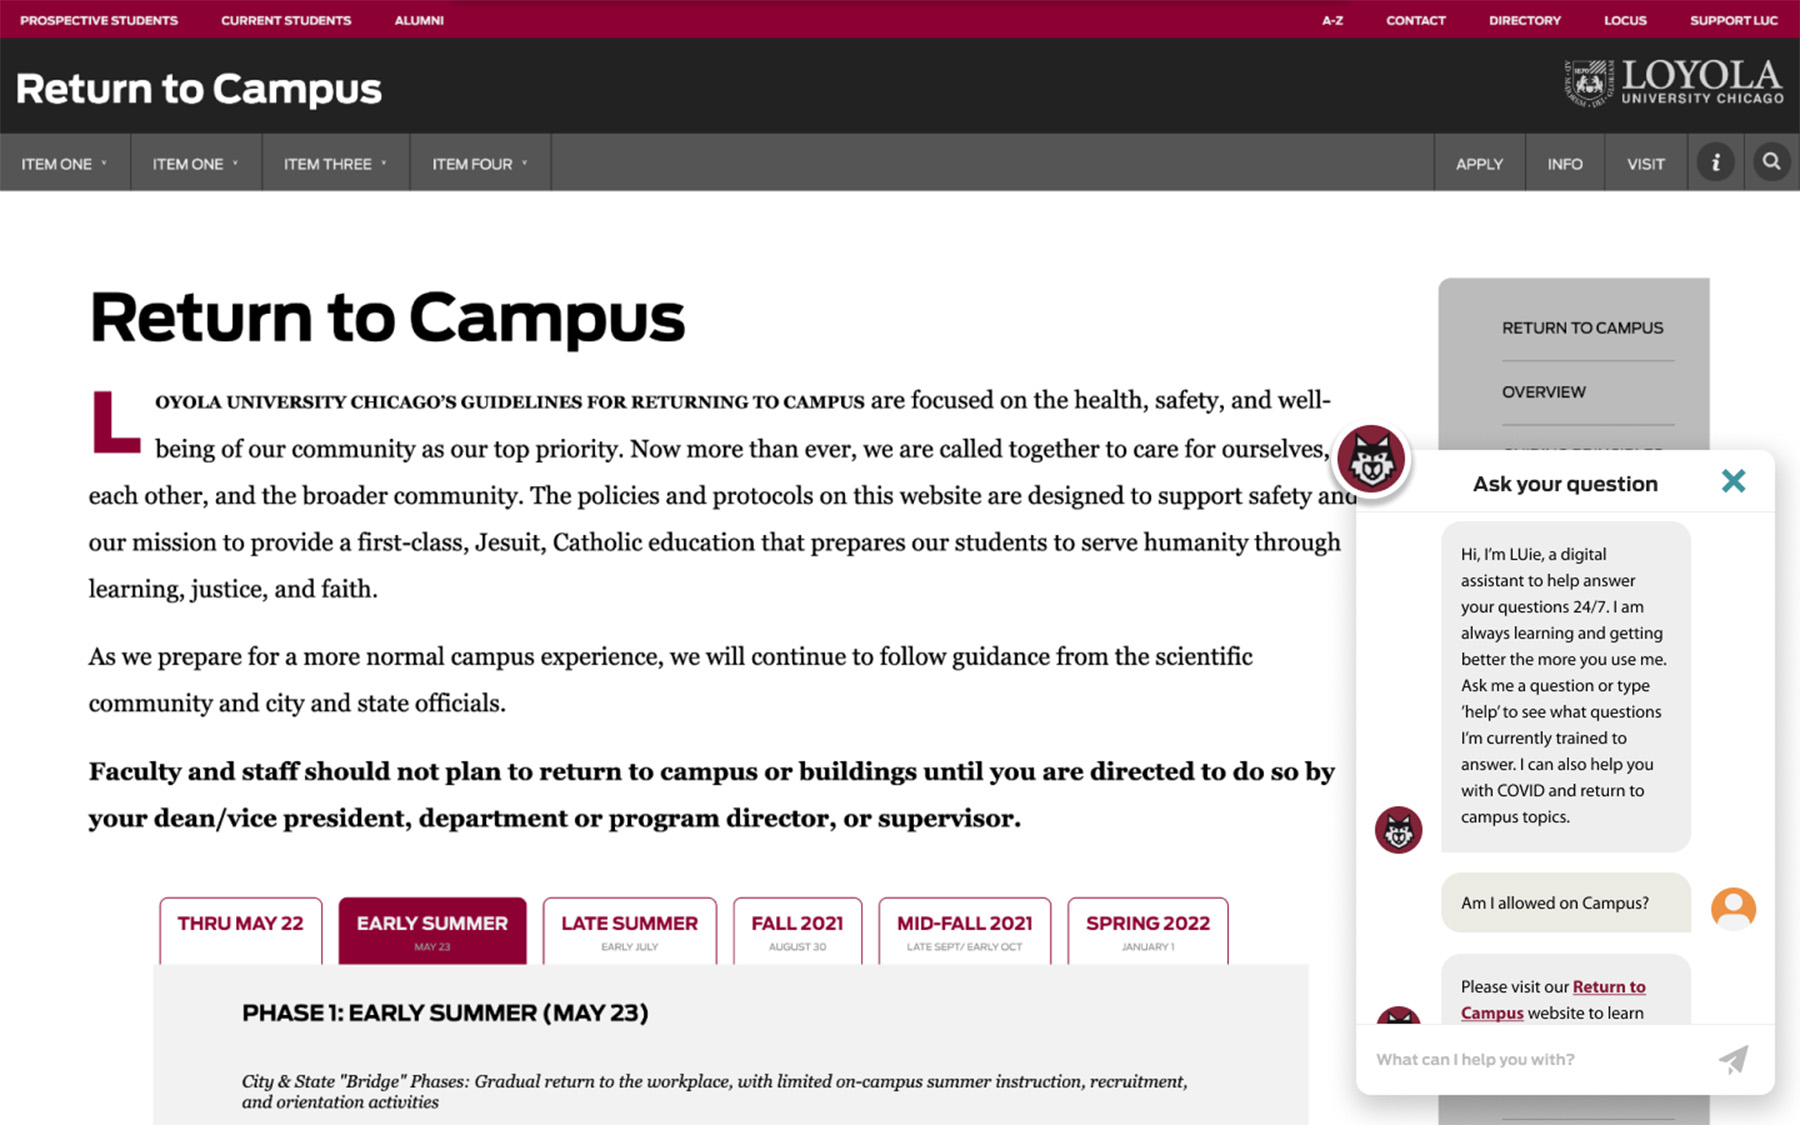 PROSPECTIVE STUDENTS CURRENT STUDENTS ALUMNI A-Z CONTACT DIRECTORY LOCUS SUPPORT LUC
Return to Campus
LOYOLA
UNIVERSITY CHICAGO
ITEM ONE ITEM ONE ITEM THREE ITEM FOUR APPLY INFO VISIT i
Return to Campus
LOYOLA UNIVERSITY CHICAGO'S GUIDELINES FOR RETURNING TO CAMPUS are focused on the health, safety, and well-
being of our community as our top priority. Now more than ever, we are called together to care for ourselves,
each other, and the broader community. The policies and protocols on this website are designed to support safety and
our mission to provide a first-class, Jesuit, Catholic education that prepares our students to serve humanity through
learning, justice, and faith.
As we prepare for a more normal campus experience, we will continue to follow guidance from the scientific
community and city and state officials.
Faculty and staff should not plan to return to campus or buildings until you are directed to do so by
your dean/vice president, department or program director, or supervisor.
THRU MAY 22
EARLY SUMMER
MAY 23
LATE SUMMER
EARLY JULY
FALL 2021
AUGUST 30
MID-FALL 2021
LATE SEPT/ EARLY OCT
SPRING 2022
JANUARY 1
PHASE 1: EARLY SUMMER (MAY 23)
City & State "Bridge" Phases: Gradual return to the workplace, with limited on-campus summer instruction, recruitment,
and orientation activities
RETURN TO CAMPUS
OVERVIEW
Ask your question
Hi, I'm LUie, a digital
assistant to help answer
your questions 24/7. I am
always learning and getting
better the more you use me.
Ask me a question or type
'help' to see what questions
I'm currently trained to
answer. I can also help you
with COVID and return to
campus topics.
Am I allowed on Campus?
Please visit our Return to
Campus website to learn
What can I help you with?